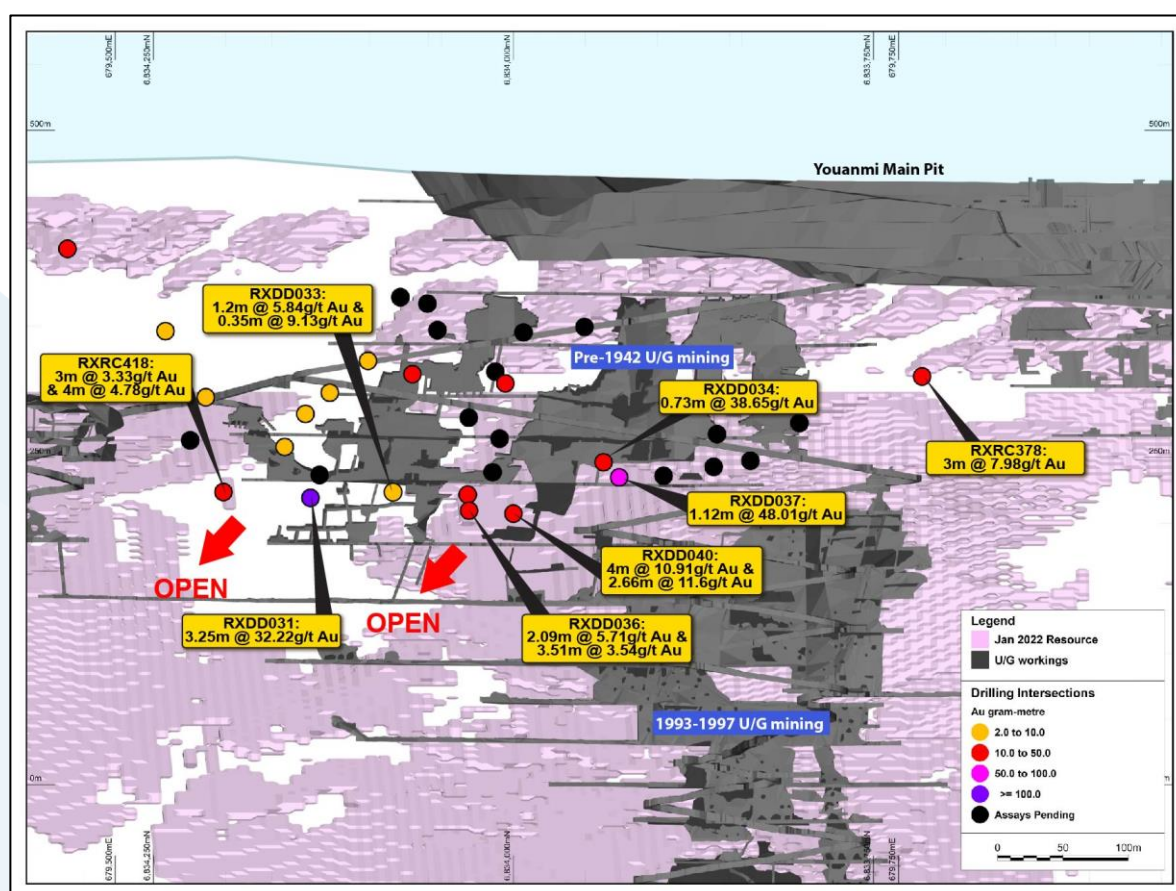 679,500mE
6,834,250mN
6,834,000mN
6,833,750mN
679,750mE
500m
500m
Youanmi Main Pit
RXDD033:
1.2m @ 5.84g/t Au &
0.35m @ 9.13g/t Au
Pre-1942 U/G mining
RXRC418:
3m @ 3.33g/t Au
& 4m @ 4.78g/t Au
RXDD034:
0.73m @ 38.65g/t Au
250m
250m
RXRC378:
3m @ 7.98g/t Au
RXDD037:
1.12m @ 48.01g/t Au
OPEN
RXDD040:
4m @ 10.91g/t Au &
2.66m @ 11.6g/t Au
OPEN
RXDD031:
3.25m @ 32.22g/t Au
RXDD036:
2.09m @ 5.71g/t Au &
3.51m @ 3.54g/t Au
1993-1997 U/G mining
Legend
Jan 2022 Resource
U/G workings
Drilling Intersections
Au gram-metre
2.0 to 10.0
10.0 to 50.0
50.0 to 100.0
>= 100.0
Assays Pending
0 50 100m
0m
0m
679,500mE
6,834,250mN
6,834,000mN
6,833,750mN
679,750mE